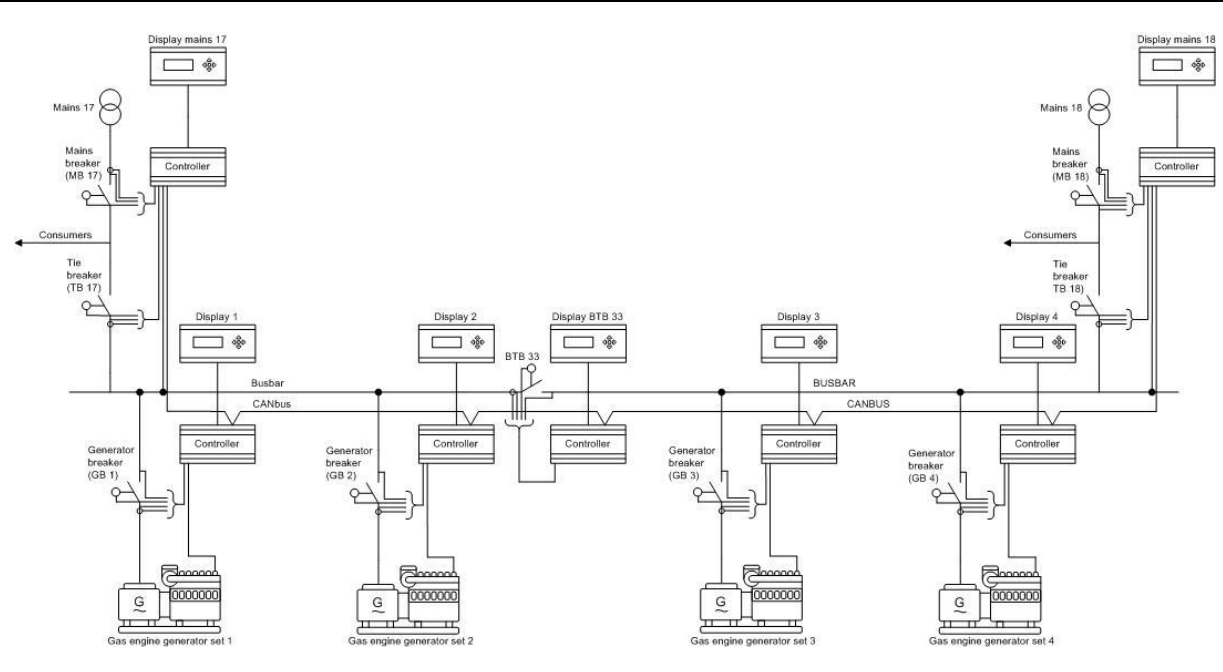 Display mains 17
Display mains 18
Mains 17
Mains 18
Mains
breaker
(MB 17)
Controller
Mains
breaker
(MB 18)
Controller
Consumers
Consumers
Tie
breaker
(TB 17)
Tie
breaker
TB 18)
Display 1
Display 2
Display BTB 33
Display 3
Display 4
BTB 33
Busbar
BUSBAR
CANbus
CANBUS
Controller
Controller
Controller
Controller
Controller
Generator
breaker
(GB 1)
Generator
breaker
(GB 2)
Generator
breaker
(GB 3)
Generator
breaker
(GB 4)
G
G
G
G
Gas engine generator set 1
Gas engine generator set 2
Gas engine generator set 3
Gas engine generator set 4